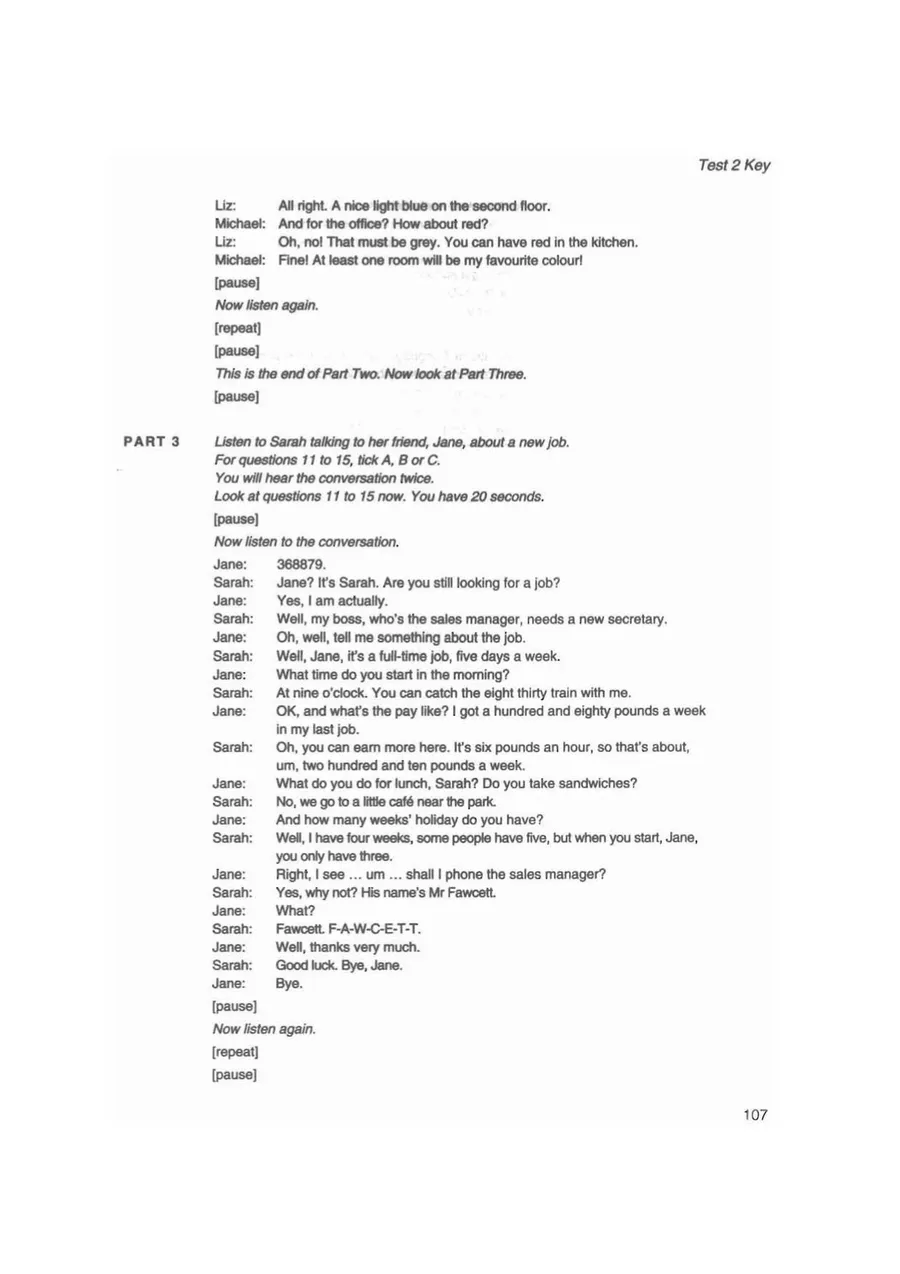 Test 2 Key
Liz: All right. A nice light blue on the second floor.
Michael: And for the office? How about red?
Liz: Oh, no! That must be grey. You can have red in the kitchen.
Michael: Fine! At least one room will be my favourite colour!
[pause]
Now listen again.
[repeat]
[pause]
This is the end of Part Two. Now look at Part Three.
[pause]
PART 3 Listen to Sarah talking to her friend, Jane, about a new job.
For questions 11 to 15, tick A, B or C.
You will hear the conversation twice.
Look at questions 11 to 15 now. You have 20 seconds.
[pause]
Now listen to the conversation.
Jane: 368879.
Sarah: Jane? It's Sarah. Are you still looking for a job?
Jane: Yes, I am actually.
Sarah: Well, my boss, who's the sales manager, needs a new secretary.
Jane: Oh, well, tell me something about the job.
Sarah: Well, Jane, it's a full-time job, five days a week.
Jane: What time do you start in the morning?
Sarah: At nine o'clock. You can catch the eight thirty train with me.
Jane: OK, and what's the pay like? I got a hundred and eighty pounds a week
in my last job.
Sarah: Oh, you can earn more here. It's six pounds an hour, so that's about,
um, two hundred and ten pounds a week.
Jane: What do you do for lunch, Sarah? Do you take sandwiches?
Sarah: No, we go to a little café near the park.
Jane: And how many weeks' holiday do you have?
Sarah: Well, I have four weeks, some people have five, but when you start, Jane,
you only have three.
Jane: Right, I see ... um ... shall I phone the sales manager?
Sarah: Yes, why not? His name's Mr Fawcett.
Jane: What?
Sarah: Fawcett. F-A-W-C-E-T-T.
Jane: Well, thanks very much.
Sarah: Good luck. Bye, Jane.
Jane: Bye.
[pause]
Now listen again.
[repeat]
[pause]
107